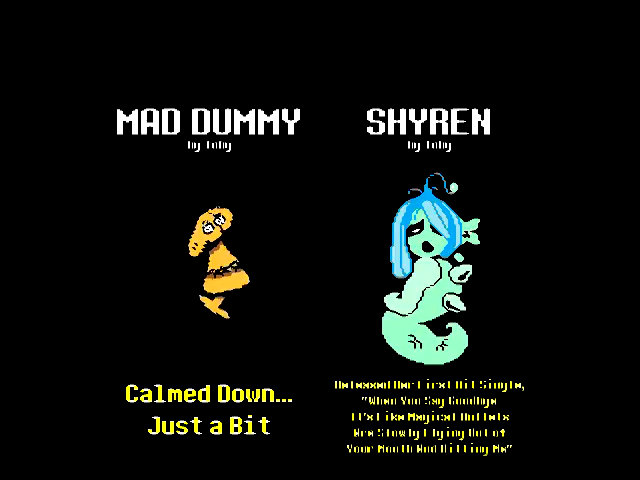 MAD DUMMY
by Toby
SHYREN
by Toby
Calmed Down...
Just a Bit
Released Her First Hit Single,
"When You Say Goodbye
It's Like Magical Bullets
Are Slowly Flying Out of
Your Mouth And Hitting Me"